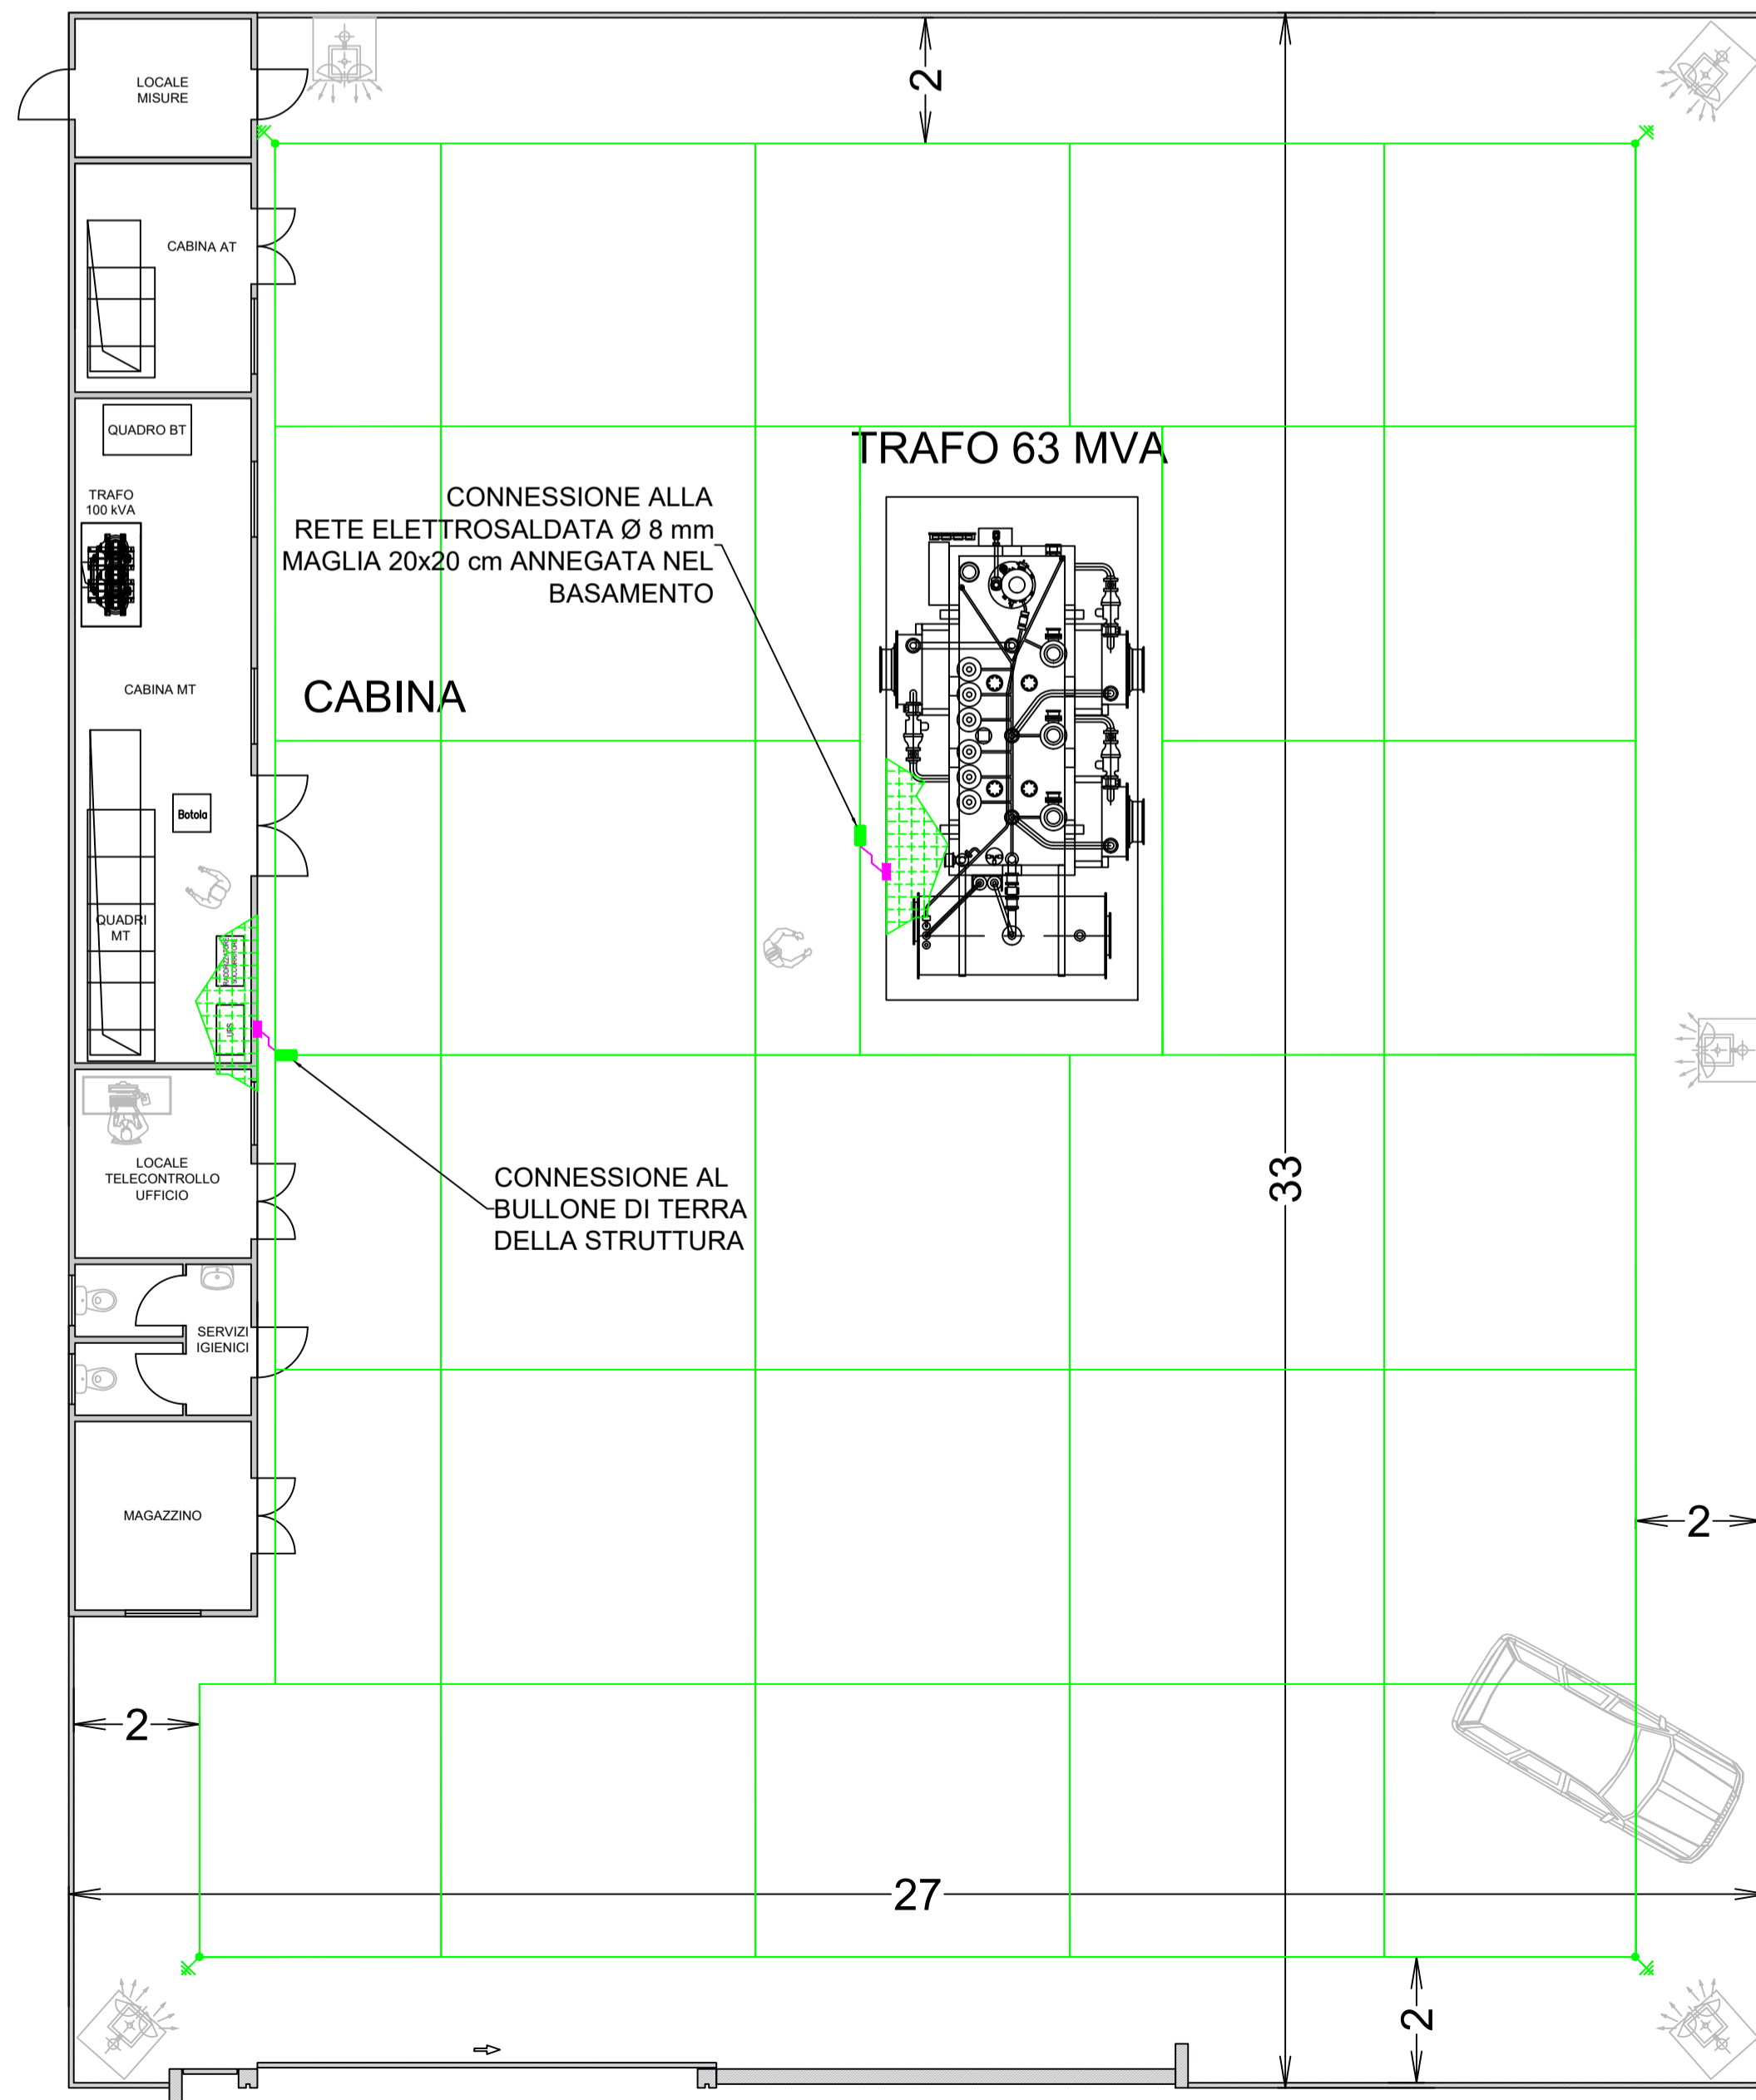 LOCALE
MISURE
2
CABINA AT
QUADRO BT
TRAFO 63 MVA
TRAFO
100 kVA
CONNESSIONE ALLA
RETE ELETTROSALDATA Ø 8 mm
MAGLIA 20x20 cm ANNEGATA NEL
BASAMENTO
CABINA MT
CABINA
Botola
QUADRI
MT
UPS
LOCALE
TELECONTROLLO
UFFICIO
CONNESSIONE AL
BULLONE DI TERRA
DELLA STRUTTURA
33
SERVIZI
IGIENICI
MAGAZZINO
2
2
27
2